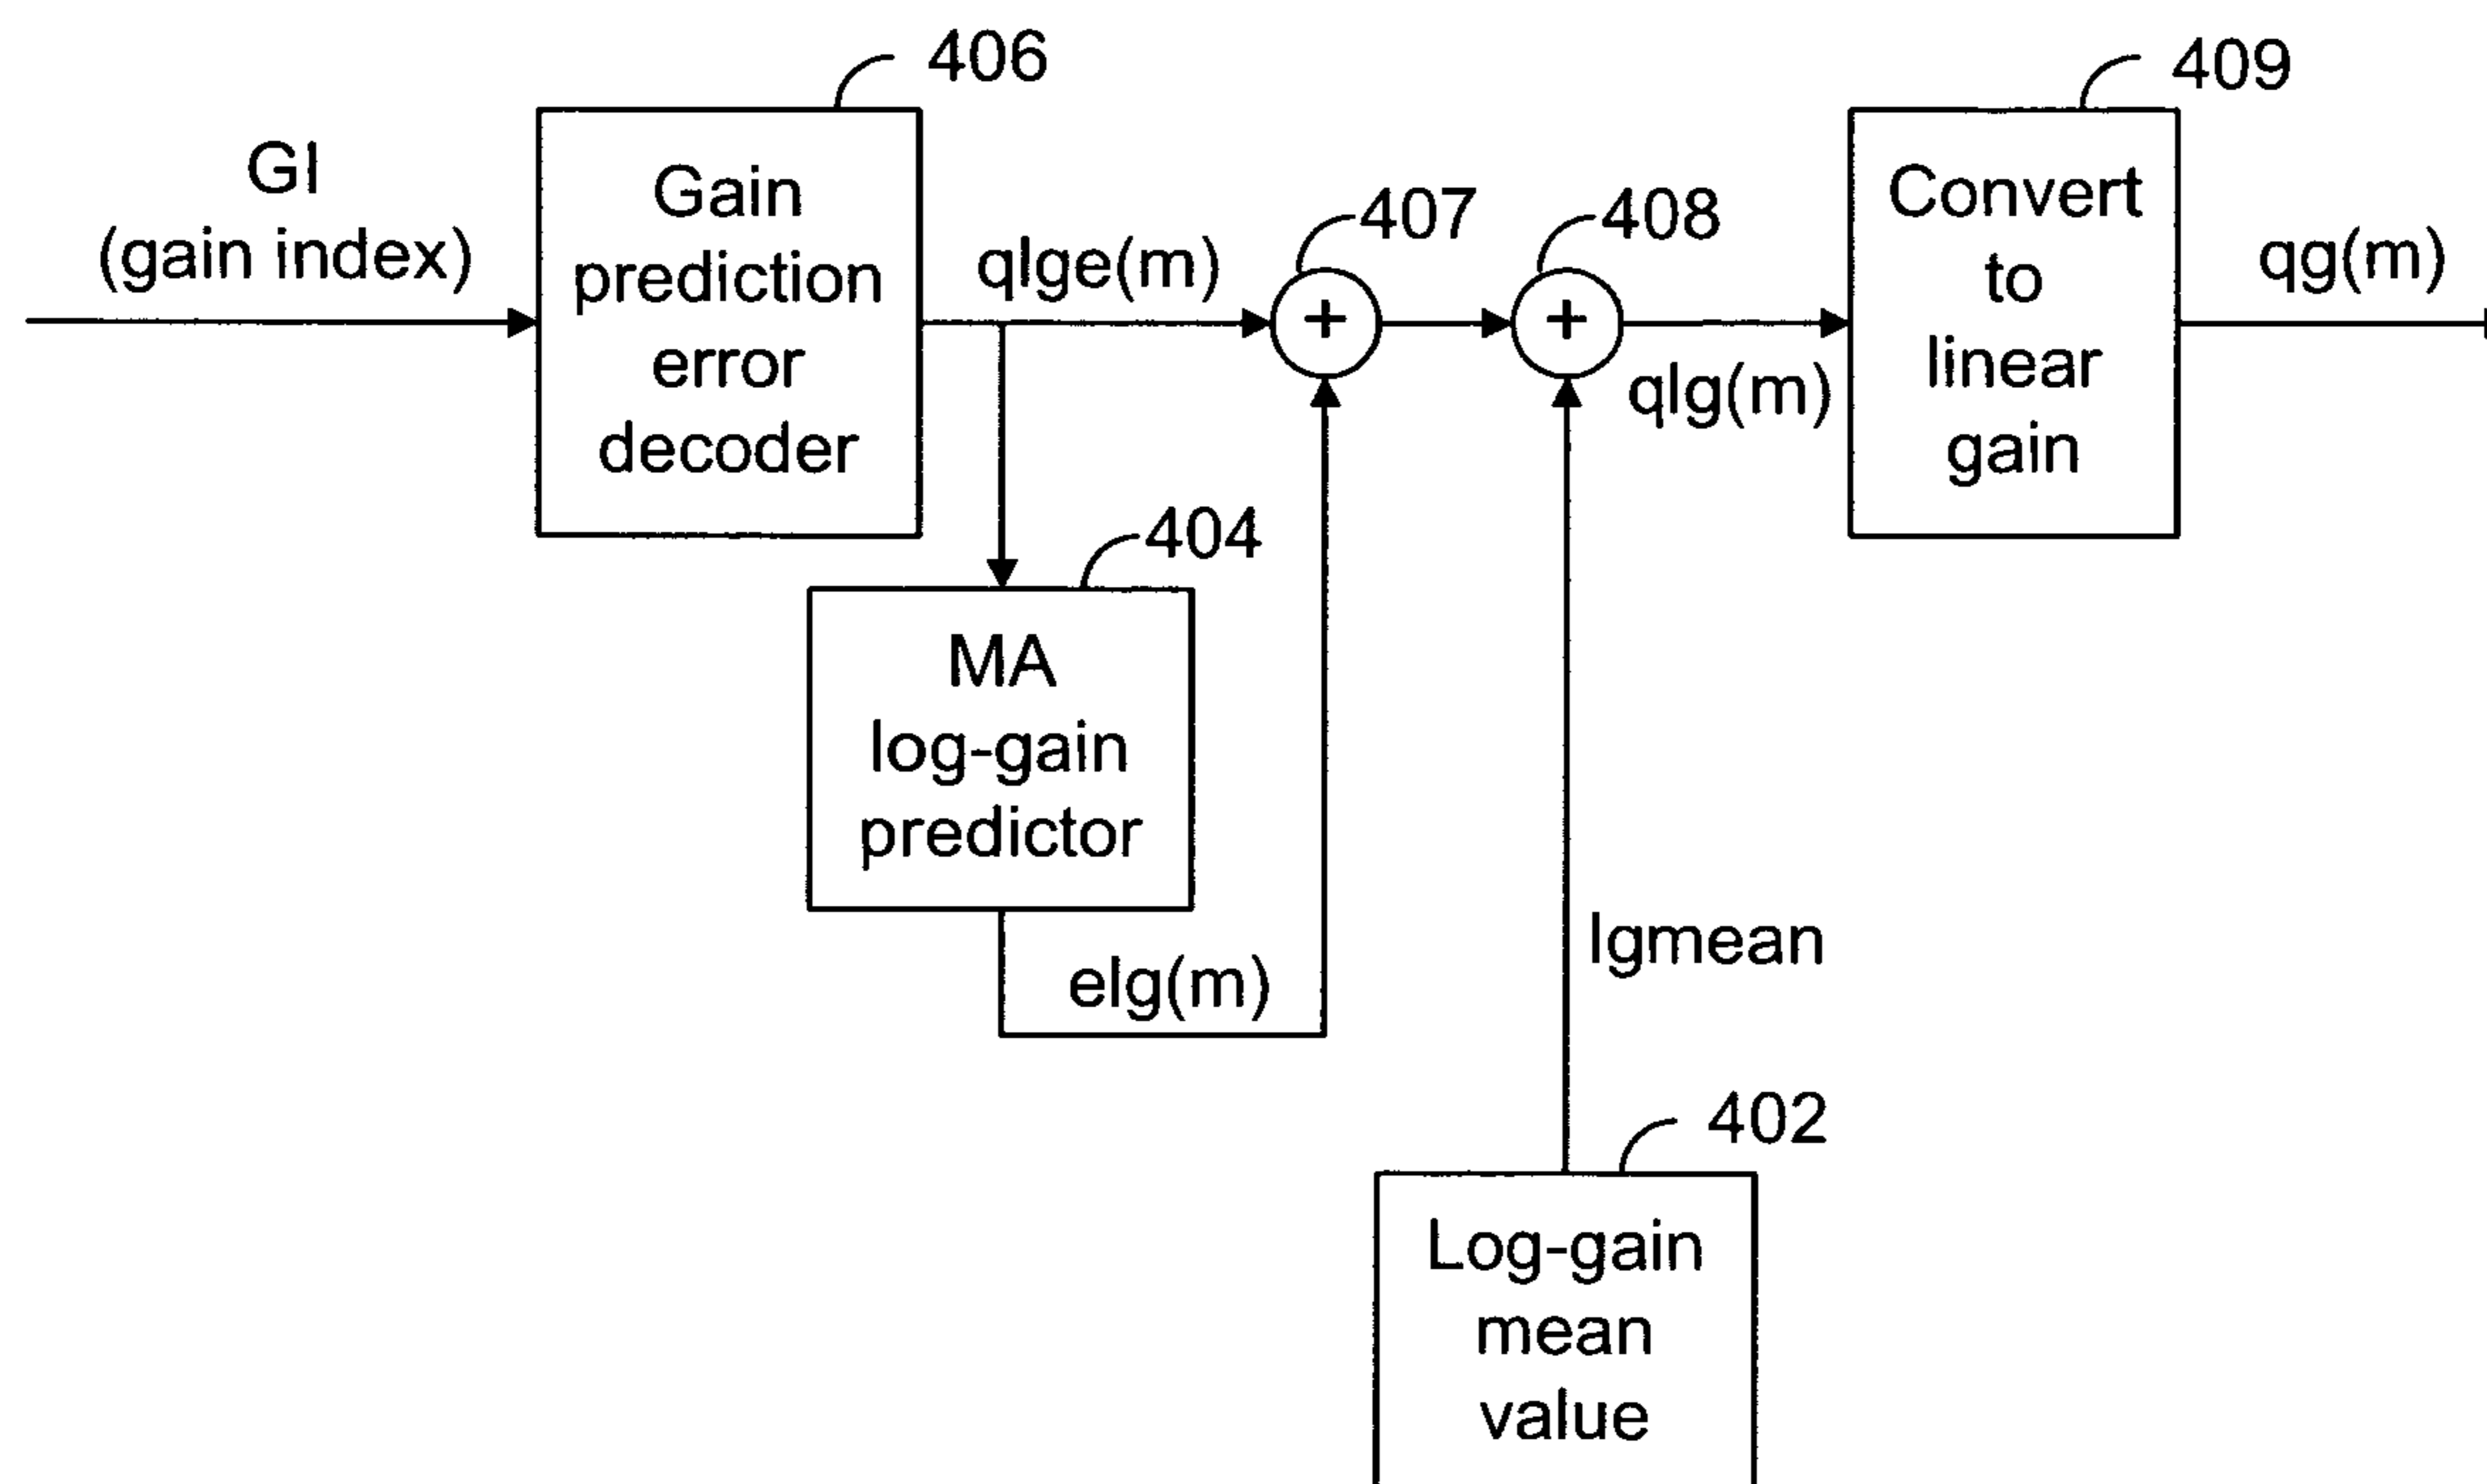 406
409
GI
(gain index)
Gain
prediction
error
decoder
qlge(m)
407
408
+
+
qlg(m)
Convert
to
linear
gain
qg(m)
404
MA
log-gain
predictor
elg(m)
lgmean
402
Log-gain
mean
value